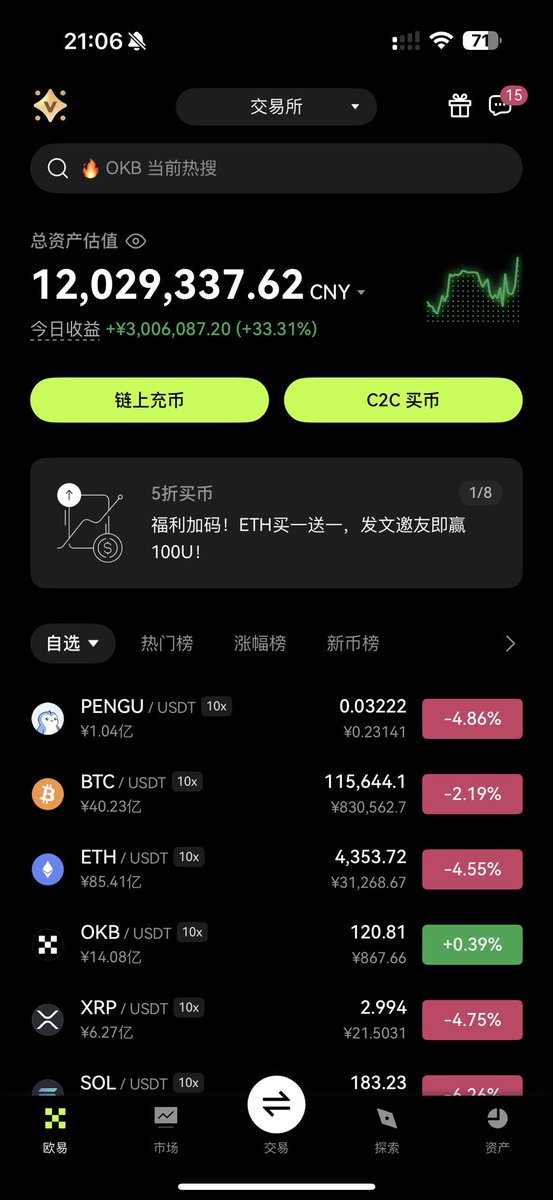 21:06
71
交易所
15
🔥 OKB 当前热搜
总资产估值
12,029,337.62 CNY
今日收益 +¥3,006,087.20 (+33.31%)
链上充币
C2C 买币
5折买币
1/8
福利加码！ETH买一送一，发文邀友即赢
100U！
自选 热门榜 涨幅榜 新币榜
PENGU / USDT 10x 0.03222 -4.86%
¥1.04亿 ¥0.23141
BTC / USDT 10x 115,644.1 -2.19%
¥40.23亿 ¥830,562.7
ETH / USDT 10x 4,353.72 -4.55%
¥85.41亿 ¥31,268.67
OKB / USDT 10x 120.81 +0.39%
¥14.08亿 ¥867.66
XRP / USDT 10x 2.994 -4.75%
¥6.27亿 ¥21.5031
SOL / USDT 10x 183.23 -6.26%
欧易 市场 交易 探索 资产